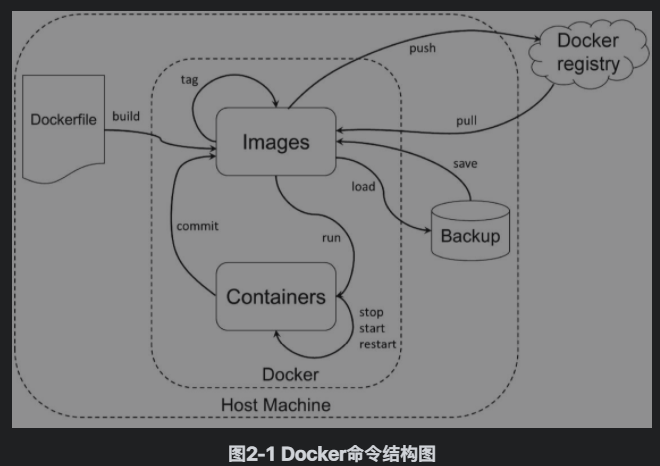 push
Docker
registry
tag
Dockerfile
build
Images
pull
save
load
commit
run
Backup
Containers
stop
start
restart
Docker
Host Machine
图2-1 Docker命令结构图